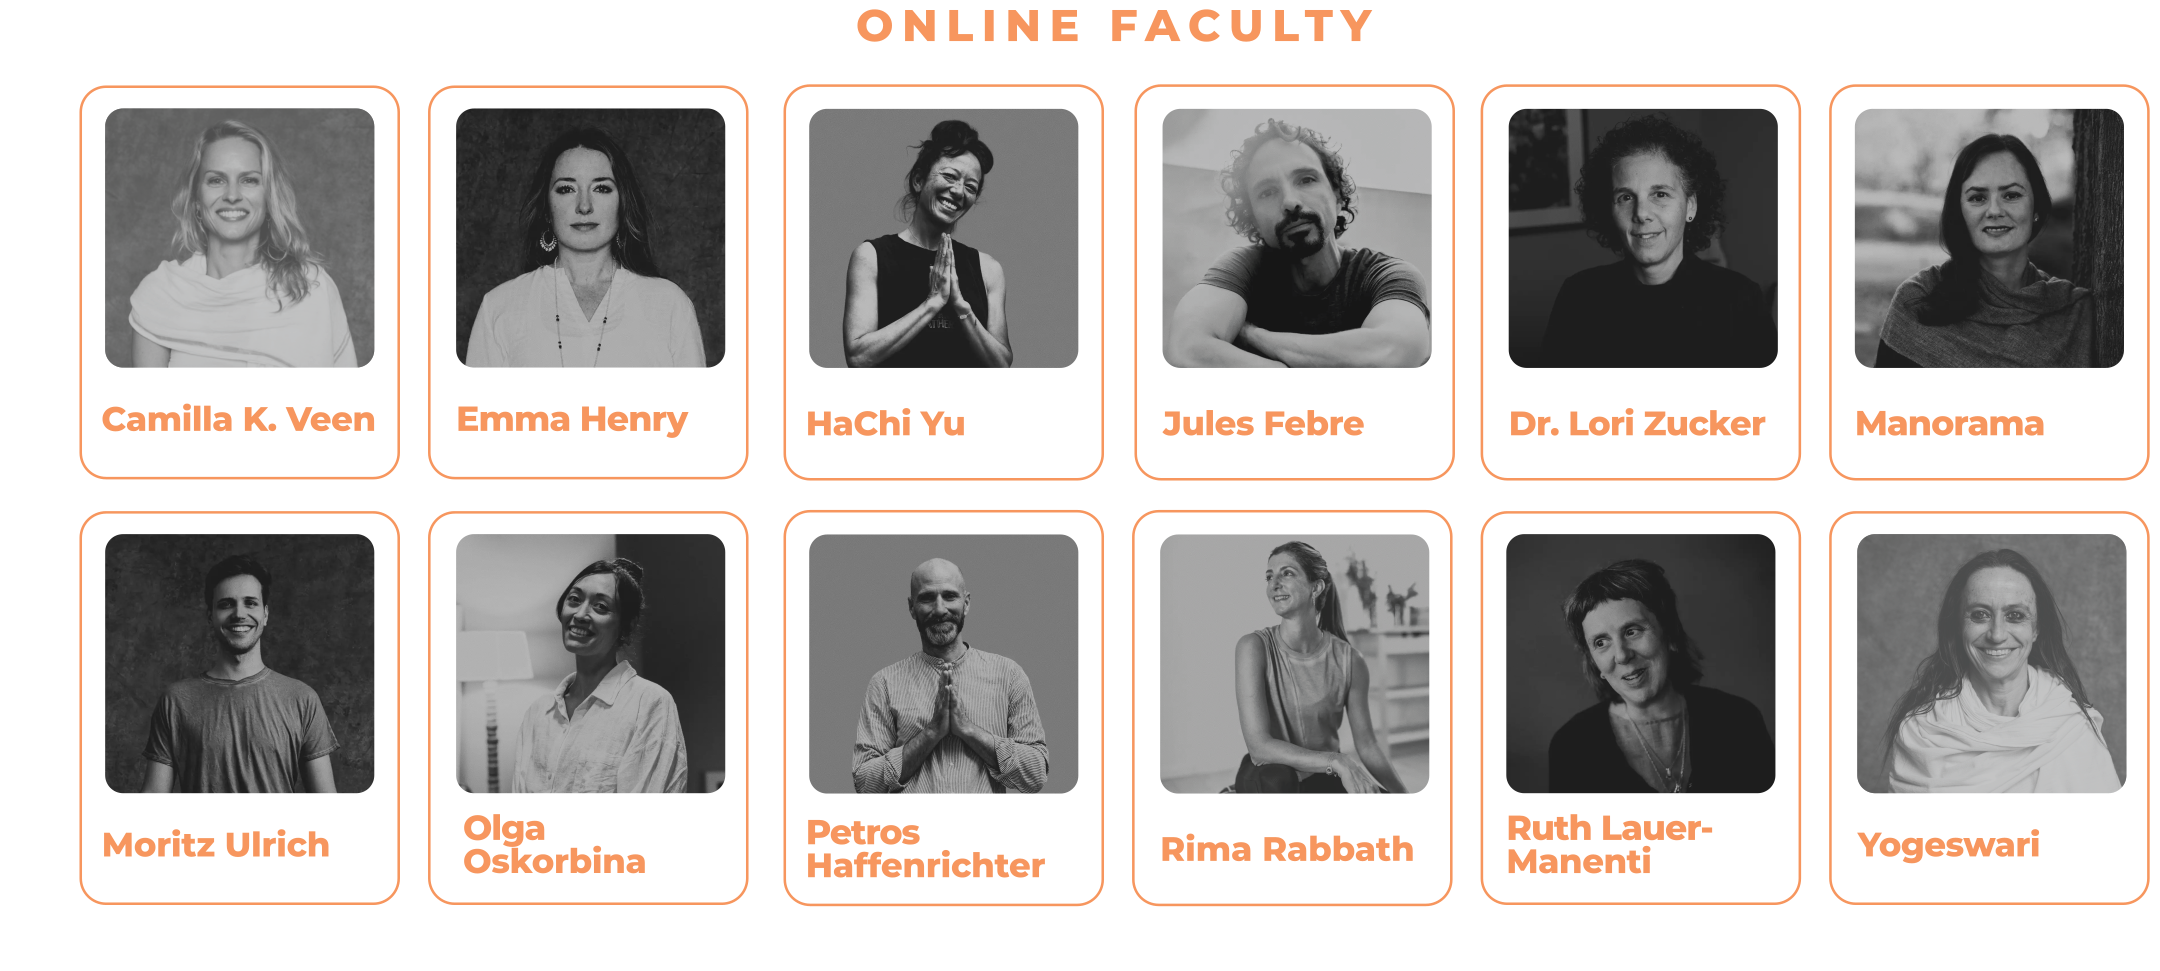 ONLINE FACULTY
Camilla K. Veen
Emma Henry
HaChi Yu
Jules Febre
Dr. Lori Zucker
Manorama
Moritz Ulrich
Olga
Oskorbina
Petros
Haffenrichter
Rima Rabbath
Ruth Lauer-
Manenti
Yogeswari